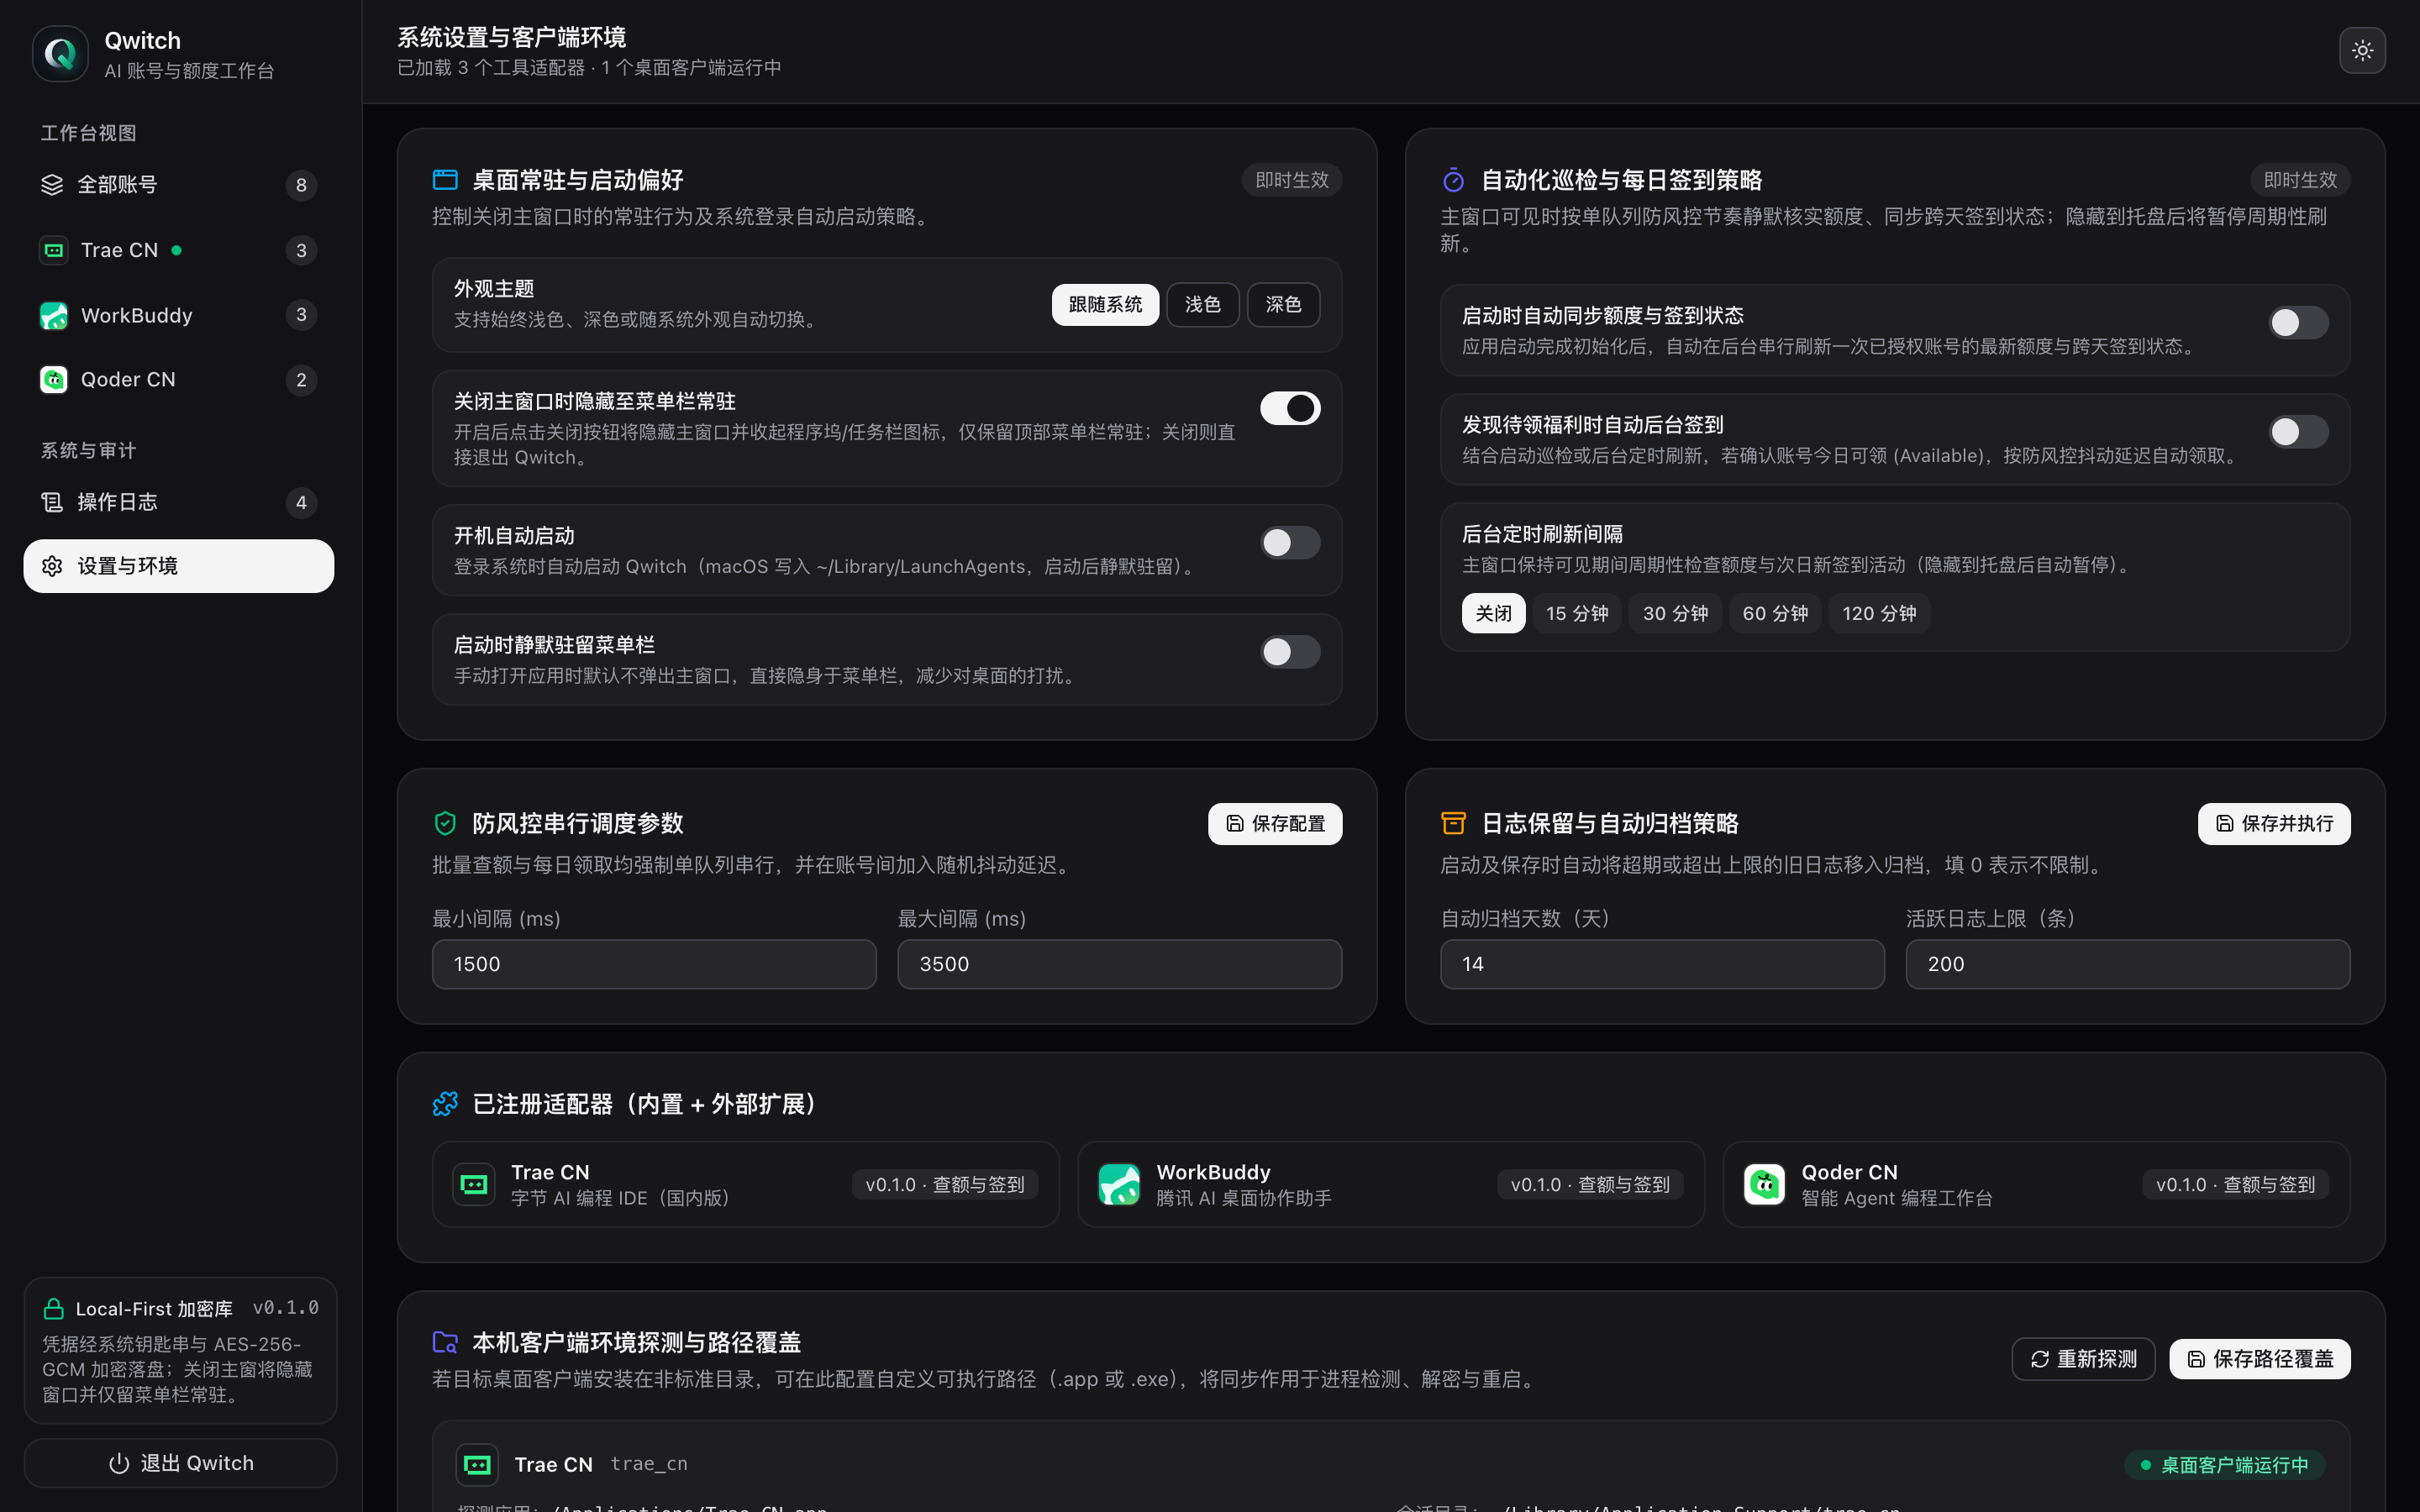 Qwitch
AI 账号与额度工作台
工作台视图
全部账号 8
Trae CN 3
WorkBuddy 3
Qoder CN 2
系统与审计
操作日志 4
设置与环境
Local-First 加密库 v0.1.0
凭据经系统钥匙串与 AES-256-
GCM 加密落盘；关闭主窗将隐藏
窗口并仅留菜单栏常驻。
退出 Qwitch
系统设置与客户端环境
已加载 3 个工具适配器 · 1 个桌面客户端运行中
桌面常驻与启动偏好 即时生效
控制关闭主窗口时的常驻行为及系统登录自动启动策略。
外观主题
支持始终浅色、深色或随系统外观自动切换。
跟随系统 浅色 深色
关闭主窗口时隐藏至菜单栏常驻
开启后点击关闭按钮将隐藏主窗口并收起程序坞/任务栏图标，仅保留顶部菜单栏常驻；关闭则直
接退出 Qwitch。
开机自动启动
登录系统时自动启动 Qwitch（macOS 写入 ~/Library/LaunchAgents，启动后静默驻留）。
启动时静默驻留菜单栏
手动打开应用时默认不弹出主窗口，直接隐身于菜单栏，减少对桌面的打扰。
自动化巡检与每日签到策略 即时生效
主窗口可见时按单队列防风控节奏静默核实额度、同步跨天签到状态；隐藏到托盘后将暂停周期性刷
新。
启动时自动同步额度与签到状态
应用启动完成初始化后，自动在后台串行刷新一次已授权账号的最新额度与跨天签到状态。
发现待领福利时自动后台签到
结合启动巡检或后台定时刷新，若确认账号今日可领 (Available)，按防风控抖动延迟自动领取。
后台定时刷新间隔
主窗口保持可见期间周期性检查额度与次日新签到活动（隐藏到托盘后自动暂停）。
关闭 15 分钟 30 分钟 60 分钟 120 分钟
防风控串行调度参数 保存配置
批量查额与每日领取均强制单队列串行，并在账号间加入随机抖动延迟。
最小间隔 (ms) 最大间隔 (ms)
1500 3500
日志保留与自动归档策略 保存并执行
启动及保存时自动将超期或超出上限的旧日志移入归档，填 0 表示不限制。
自动归档天数（天） 活跃日志上限（条）
14 200
已注册适配器（内置 + 外部扩展）
Trae CN
字节 AI 编程 IDE（国内版）
v0.1.0 · 查额与签到
WorkBuddy
腾讯 AI 桌面协作助手
v0.1.0 · 查额与签到
Qoder CN
智能 Agent 编程工作台
v0.1.0 · 查额与签到
本机客户端环境探测与路径覆盖
若目标桌面客户端安装在非标准目录，可在此配置自定义可执行路径（.app 或 .exe），将同步作用于进程检测、解密与重启。
重新探测 保存路径覆盖
Trae CN trae_cn 桌面客户端运行中